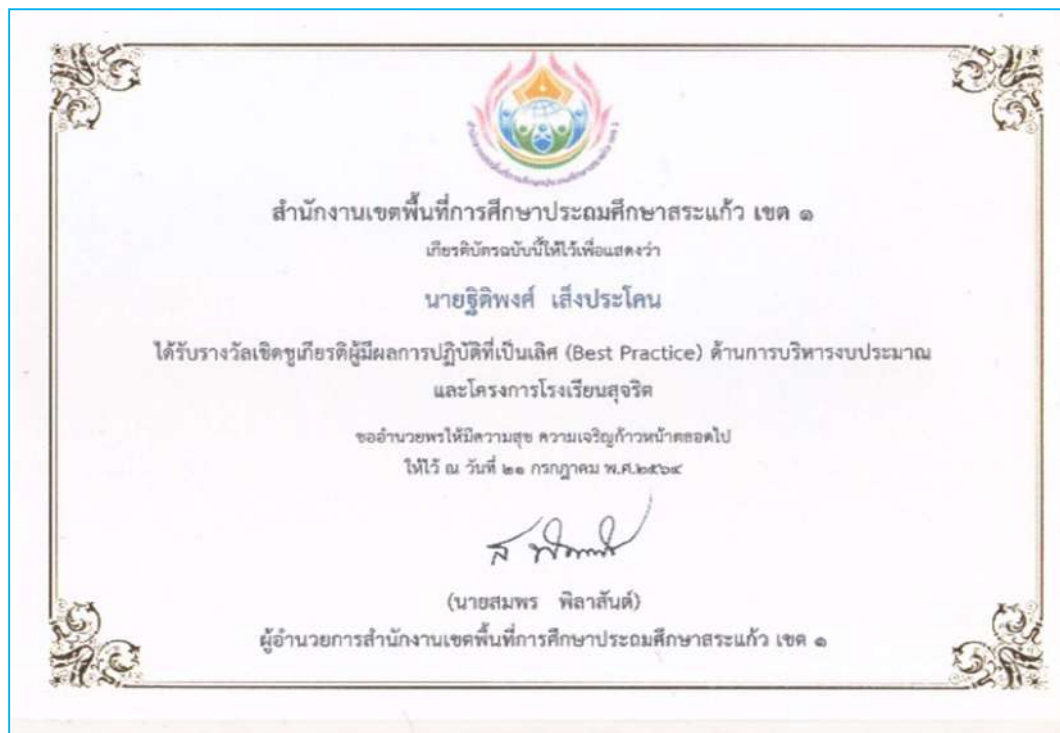 สำนักงานเขตพื้นที่การศึกษาประถมศึกษาสระแก้ว เขต ๑
เกียรติบัตรฉบับนี้ให้ไว้เพื่อแสดงว่า
นายฐิติพงศ์ เส็งประโคน
ได้รับรางวัลเชิดชูเกียรติผู้มีผลการปฏิบัติที่เป็นเลิศ (Best Practice) ด้านการบริหารงบประมาณ
และโครงการโรงเรียนสุจริต
ขออำนวยพรให้มีความสุข ความเจริญก้าวหน้าตลอดไป
ให้ไว้ ณ วันที่ ๒๑ กรกฎาคม พ.ศ.๒๕๖๔
(นายสมพร พิลาสันต์)
ผู้อำนวยการสำนักงานเขตพื้นที่การศึกษาประถมศึกษาสระแก้ว เขต ๑